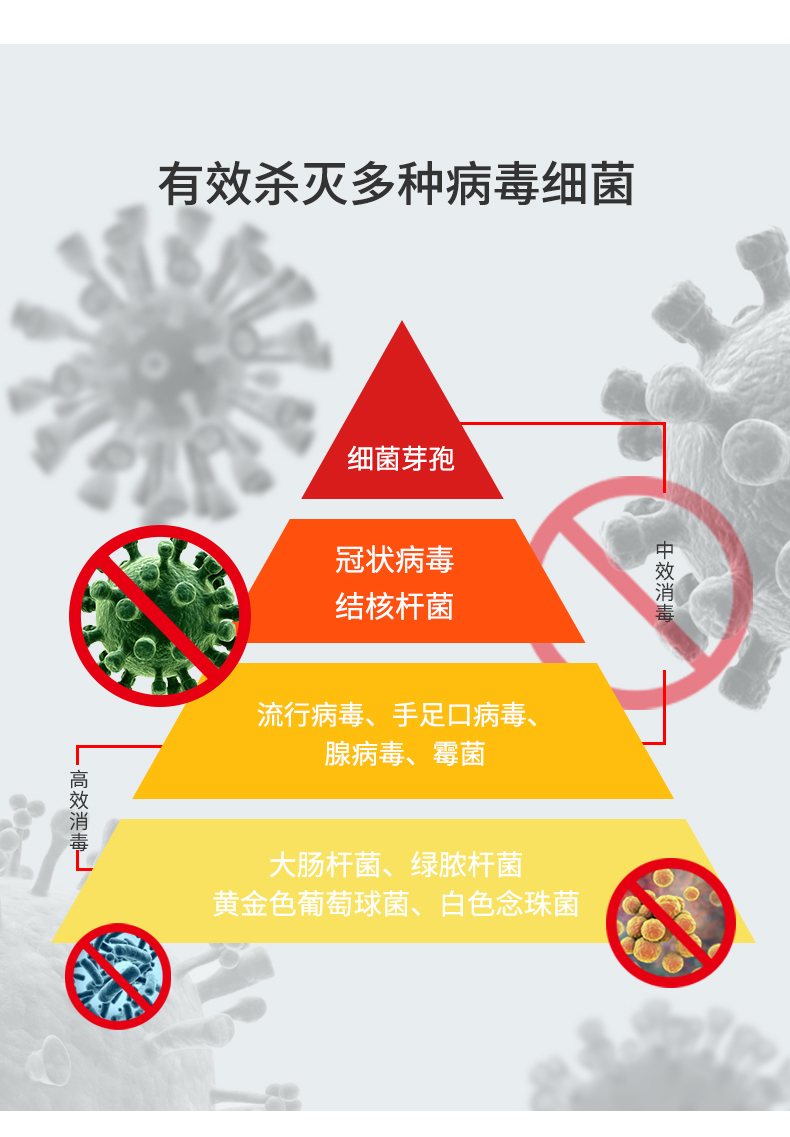 有效杀灭多种病毒细菌
细菌芽孢
冠状病毒
结核杆菌
中效消毒
流行病毒、手足口病毒、
腺病毒、霉菌
高效消毒
大肠杆菌、绿脓杆菌
黄金色葡萄球菌、白色念珠菌